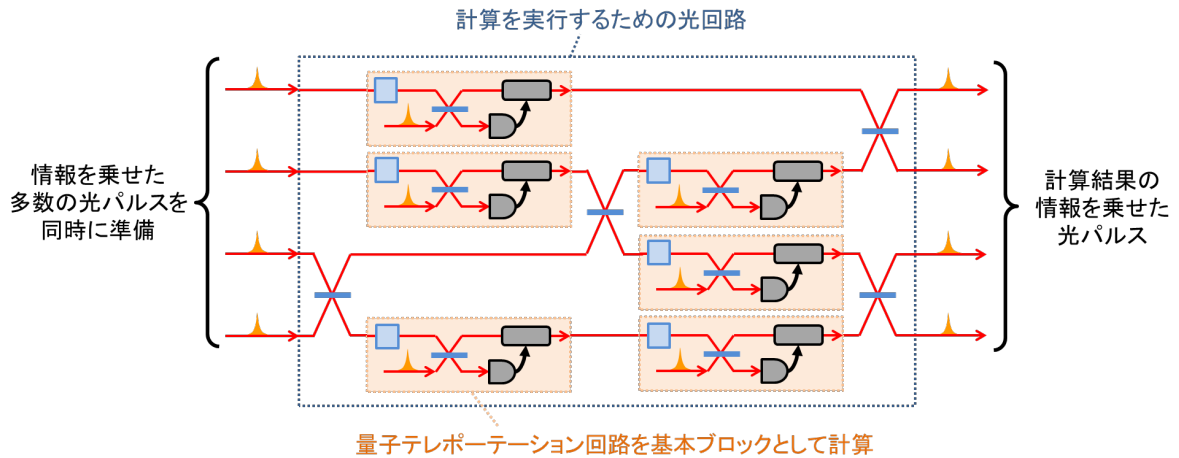 計算を実行するための光回路
情報を乗せた
多数の光パルスを
同時に準備
計算結果の
情報を乗せた
光パルス
量子テレポーテーション回路を基本ブロックとして計算